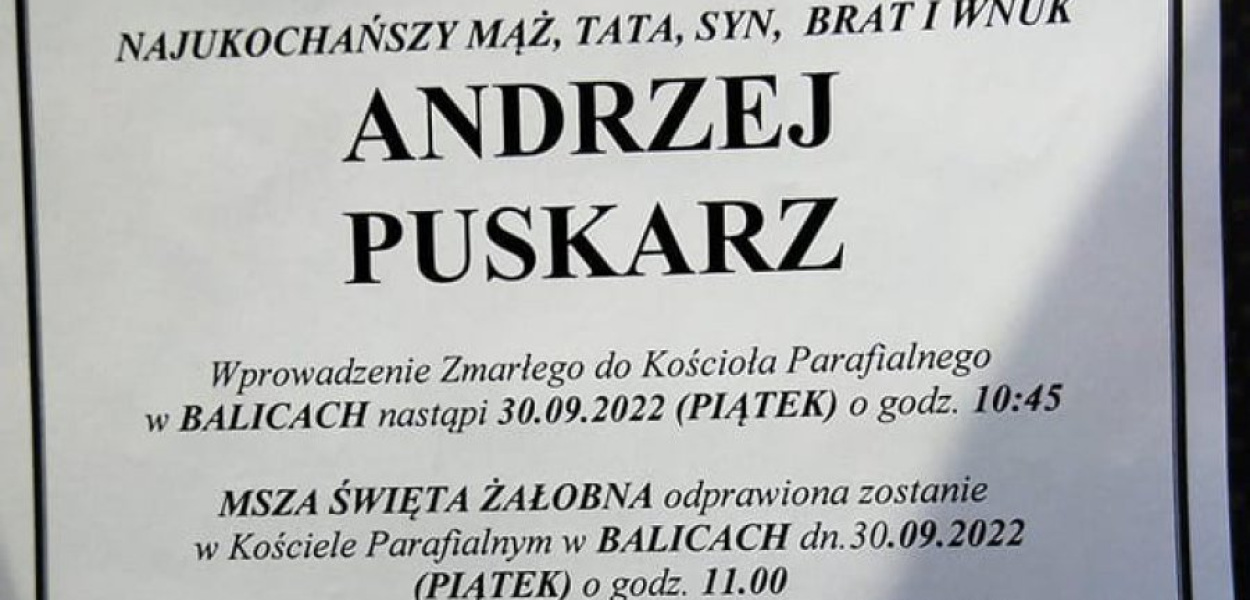 NAJUKOCHAŃSZY MĄŻ, TATA, SYN, BRAT I WNUK
ANDRZEJ
PUSKARZ
Wprowadzenie Zmarłego do Kościoła Parafialnego
w BALICACH nastąpi 30.09.2022 (PIĄTEK) o godz. 10:45
MSZA ŚWIĘTA ŻAŁOBNA odprawiona zostanie
w Kościele Parafialnym w BALICACH dn.30.09.2022
(PIĄTEK) o godz. 11.00